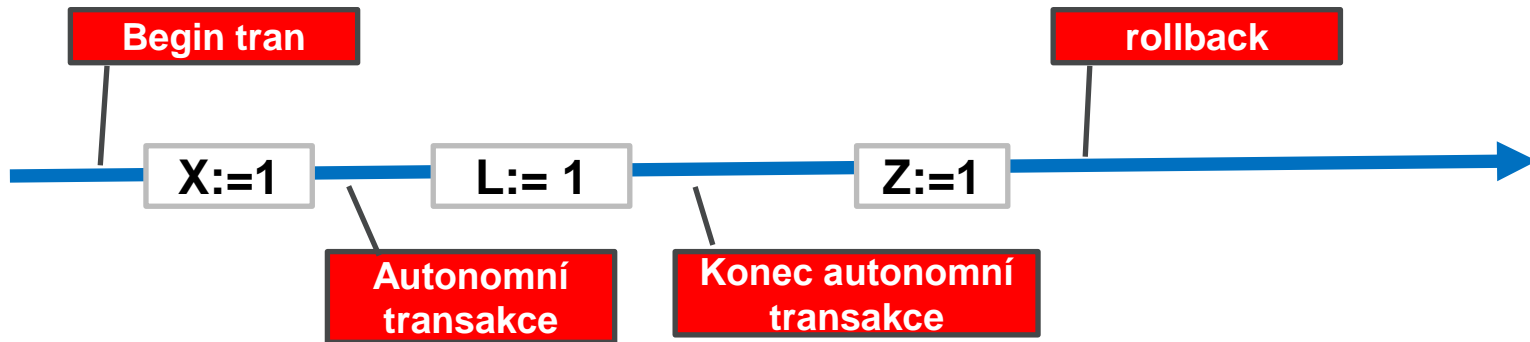 Begin tran
rollback
X:=1
L:= 1
Z:=1
Autonomní
transakce
Konec autonomní
transakce